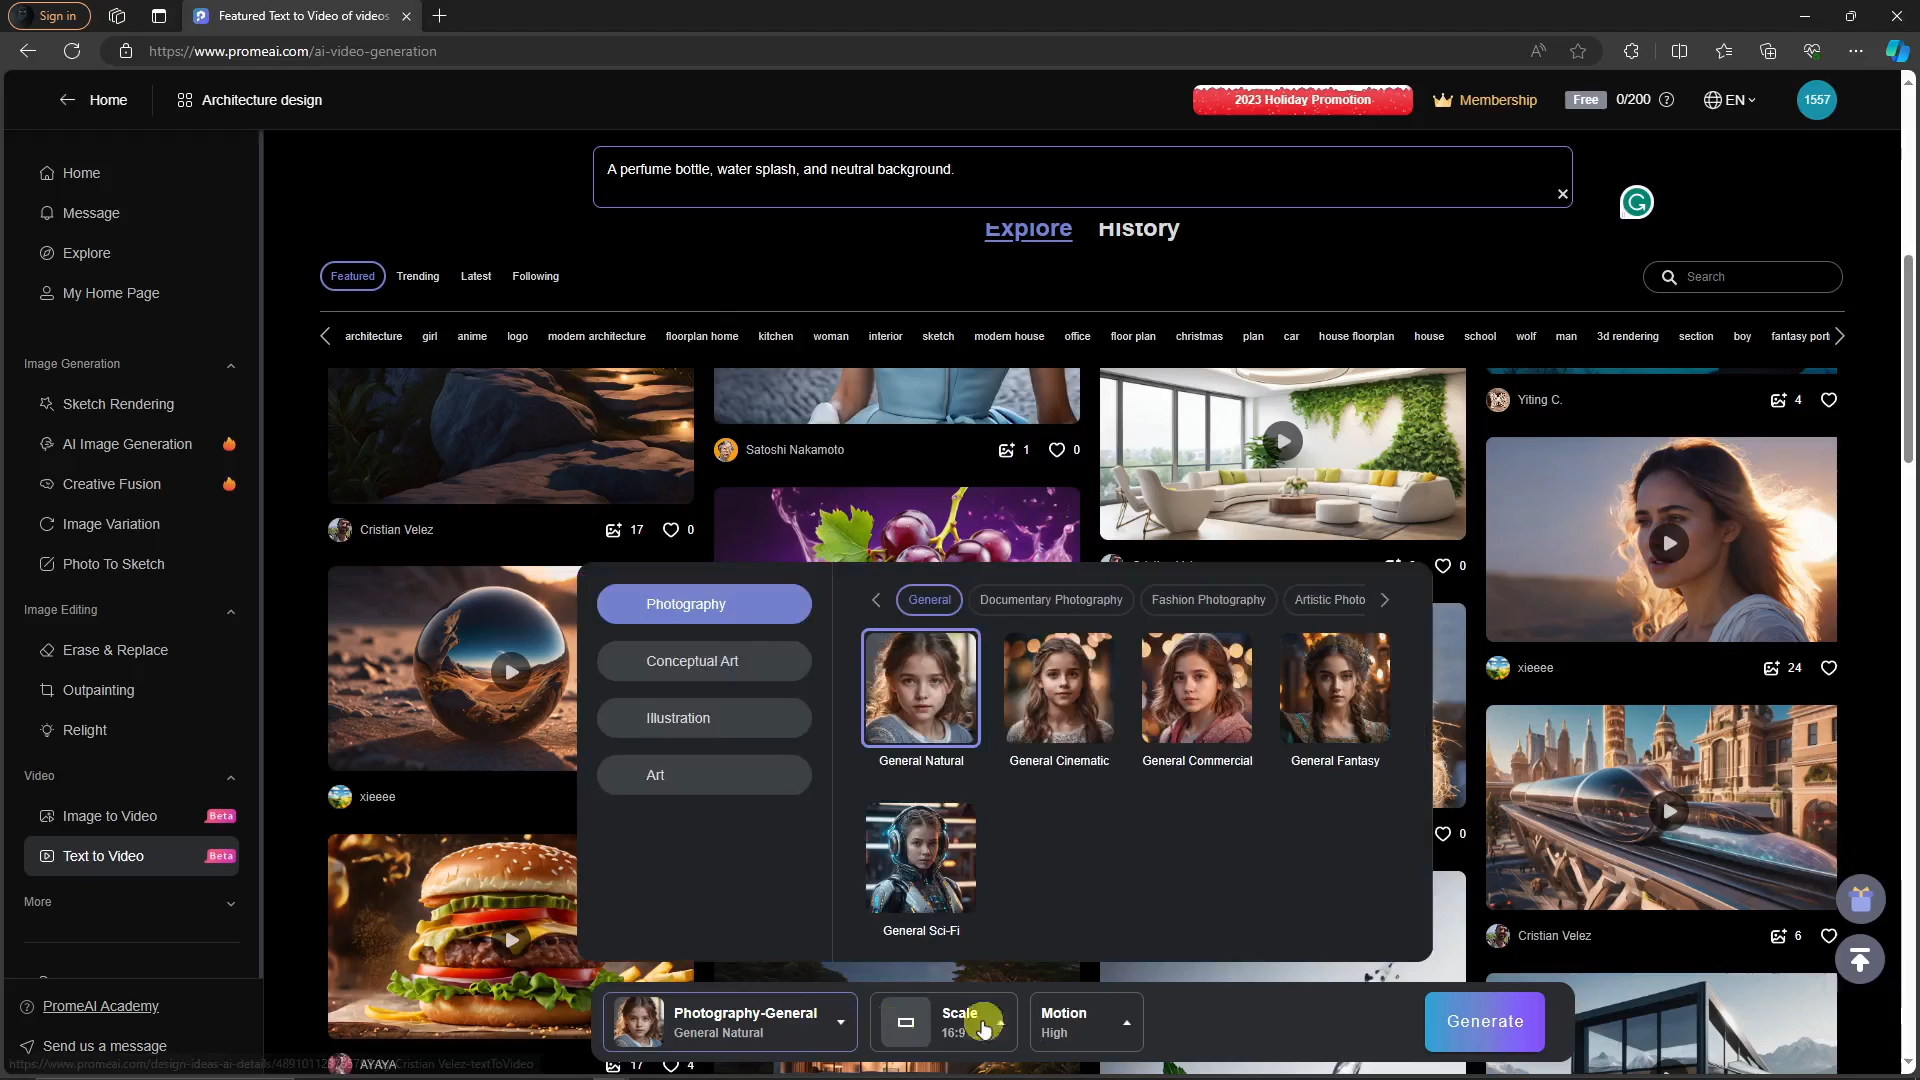 Sign in
Featured Text to Video of videos
https://www.promeai.com/ai-video-generation
Home
Architecture design
2023 Holiday Promotion
Membership
Free
0/200
EN
1557
A perfume bottle, water splash, and neutral background.
Explore
History
Featured
Trending
Latest
Following
Search
architecture
girl
anime
logo
modern architecture
floorplan home
kitchen
woman
interior
sketch
modern house
office
floor plan
christmas
plan
car
house floorplan
house
school
wolf
man
3d rendering
section
boy
fantasy port
Home
Message
Explore
My Home Page
Image Generation
Sketch Rendering
AI Image Generation
Creative Fusion
Image Variation
Photo To Sketch
Image Editing
Erase & Replace
Outpainting
Relight
Video
Image to Video
Beta
Text to Video
Beta
More
PromeAI Academy
Send us a message
Cristian Velez
17
0
xieeee
Satoshi Nakamoto
1
0
0
Yiting C.
4
xieeee
24
0
Cristian Velez
6
AYAYA
17
4
Photography
Conceptual Art
Illustration
Art
General
Documentary Photography
Fashion Photography
Artistic Photo
General Natural
General Cinematic
General Commercial
General Fantasy
General Sci-Fi
Photography-General
General Natural
Scale
16:9
Motion
High
Generate